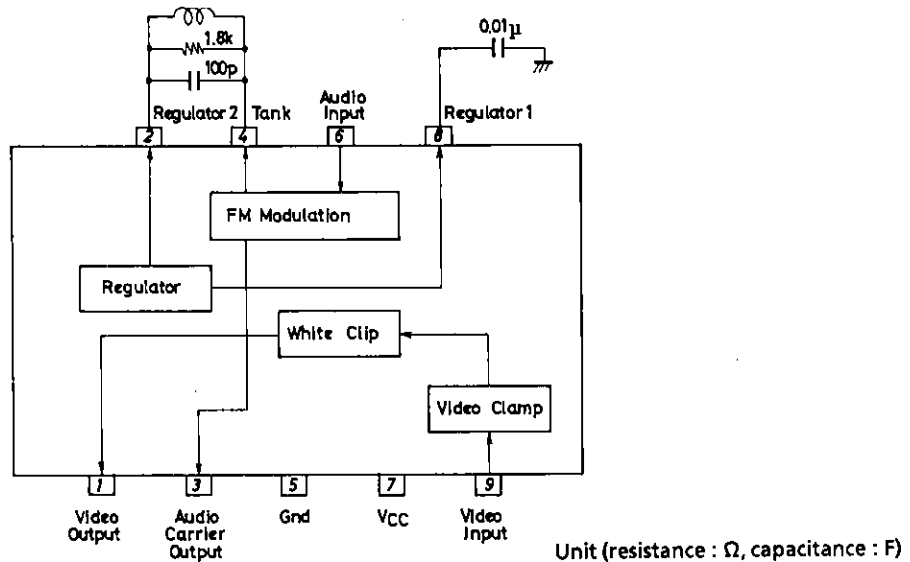 1.8k
100p
0.01μ
Regulator 2
Tank
Audio
Input
Regulator 1
2
4
6
8
FM Modulation
Regulator
White Clip
Video Clamp
1
3
5
7
9
Video
Output
Audio
Carrier
Output
Gnd
VCC
Video
Input
Unit (resistance : Ω, capacitance : F)